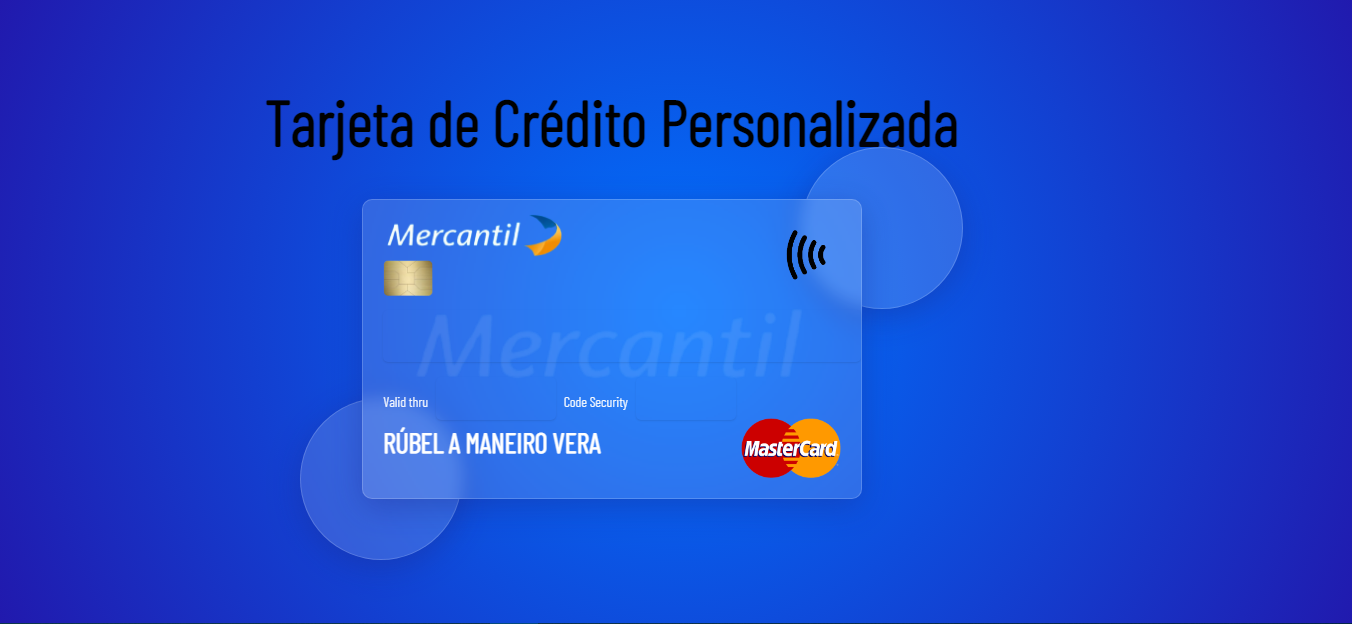 Tarjeta de Crédito Personalizada
Mercantil
Mercantil
Valid thru
Code Security
RÚBEL A MANEIRO VERA
MasterCard